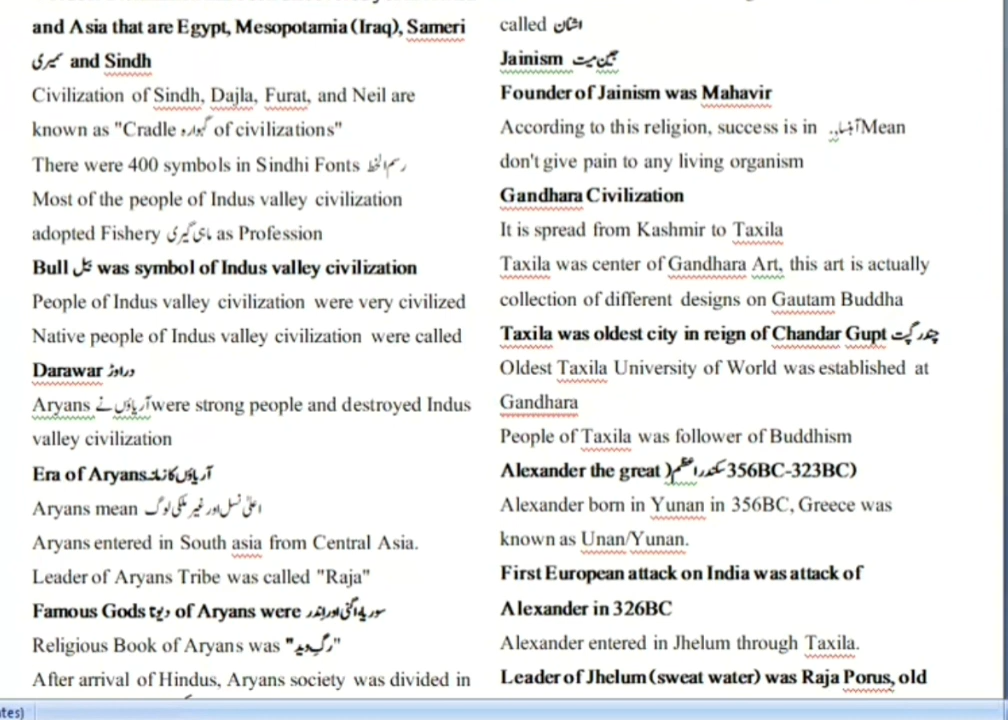 and Asia that are Egypt, Mesopotamia (Iraq), Sameri
سمیری and Sindh
Civilization of Sindh, Dajla, Furat, and Neil are
known as "Cradle گہوارہ of civilizations"
There were 400 symbols in Sindhi Fonts رسم الخط
Most of the people of Indus valley civilization
adopted Fishery ماہی گیری as Profession
Bull بیل was symbol of Indus valley civilization
People of Indus valley civilization were very civilized
Native people of Indus valley civilization were called
Darawar دراوڑ
Aryans آریاؤں نے were strong people and destroyed Indus
valley civilization
Era of Aryans آریاؤں کا زمانہ
Aryans mean اعلیٰ نسل اور غیر ملکی لوگ
Aryans entered in South asia from Central Asia.
Leader of Aryans Tribe was called "Raja"
Famous Gods دیوتا of Aryans were سوریہ، اگنی اور اندر
Religious Book of Aryans was "رگ وید"
After arrival of Hindus, Aryans society was divided in
called اشنان
Jainism جین مت
Founder of Jainism was Mahavir
According to this religion, success is in Mean
don't give pain to any living organism
Gandhara Civilization
It is spread from Kashmir to Taxila
Taxila was center of Gandhara Art, this art is actually
collection of different designs on Gautam Buddha
Taxila was oldest city in reign of Chandar Gupt چندر گپت
Oldest Taxila University of World was established at
Gandhara
People of Taxila was follower of Buddhism
Alexander the great )سکندر اعظم 356BC-323BC)
Alexander born in Yunan in 356BC, Greece was
known as Unan/Yunan.
First European attack on India was attack of
Alexander in 326BC
Alexander entered in Jhelum through Taxila.
Leader of Jhelum (sweat water) was Raja Porus, old
tes)